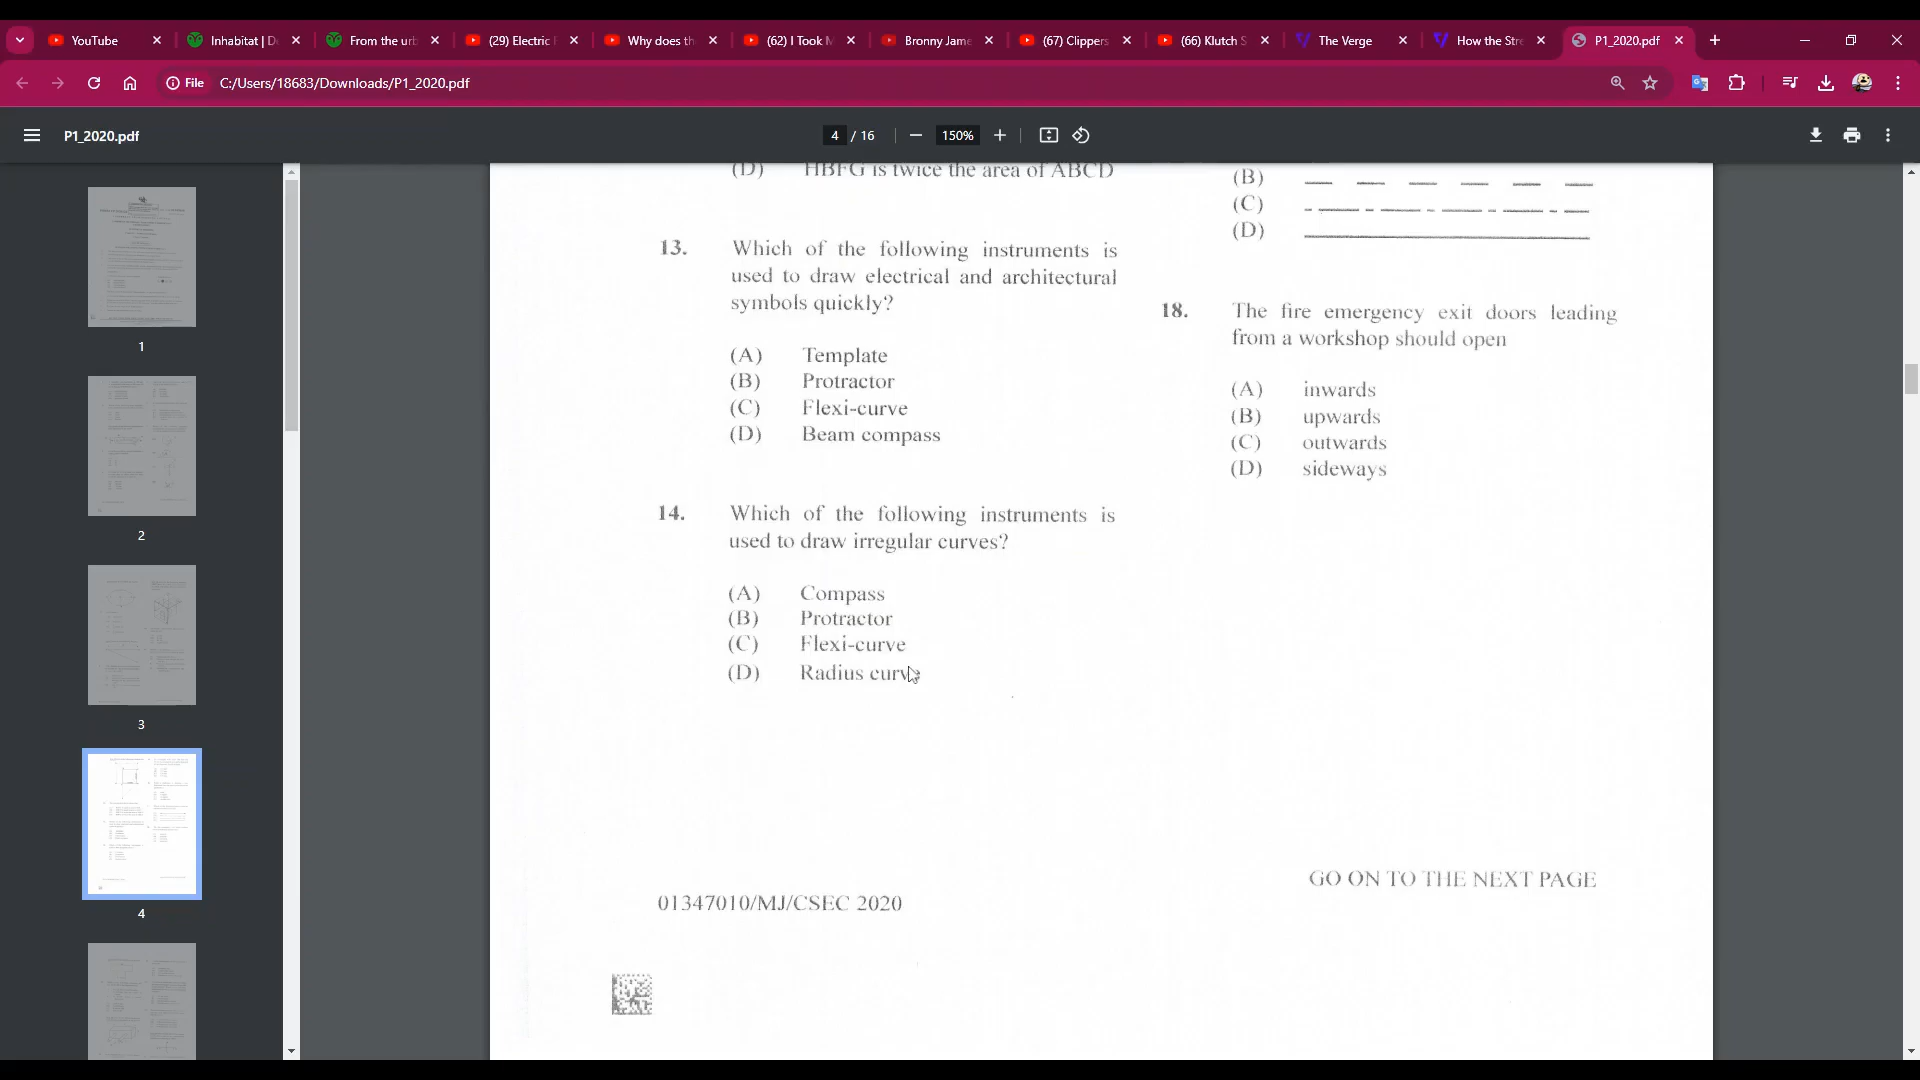 YouTube
Inhabitat | D
From the urb
(29) Electric
Why does th
(62) I Took M
Bronny Jame
(67) Clippers
(66) Klutch S
The Verge
How the Stre
P1_2020.pdf
File
C:/Users/18683/Downloads/P1_2020.pdf
P1_2020.pdf
4 / 16
150%
1
2
3
4
(D) HBFG is twice the area of ABCD
13. Which of the following instruments is
used to draw electrical and architectural
symbols quickly?
(A) Template
(B) Protractor
(C) Flexi-curve
(D) Beam compass
14. Which of the following instruments is
used to draw irregular curves?
(A) Compass
(B) Protractor
(C) Flexi-curve
(D) Radius curve
(B)
(C)
(D)
18. The fire emergency exit doors leading
from a workshop should open
(A) inwards
(B) upwards
(C) outwards
(D) sideways
GO ON TO THE NEXT PAGE
01347010/MJ/CSEC 2020